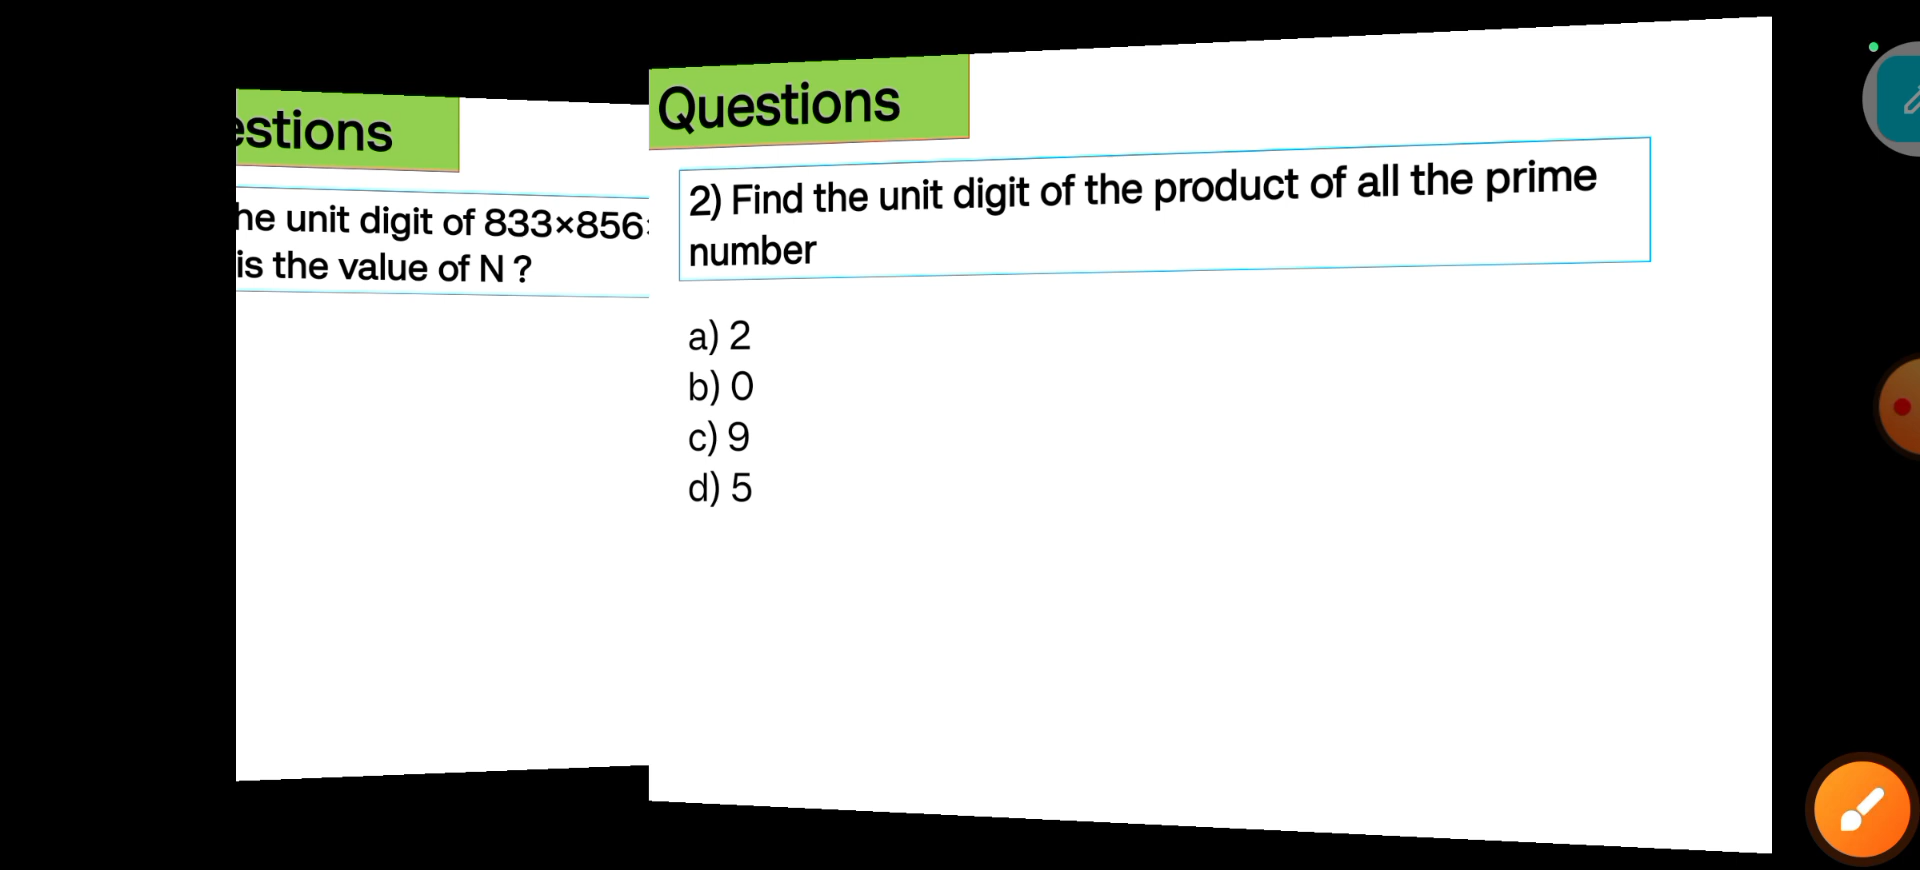 estions
he unit digit of 833×856
is the value of N ?
Questions
2) Find the unit digit of the product of all the prime
number
a) 2
b) 0
c) 9
d) 5